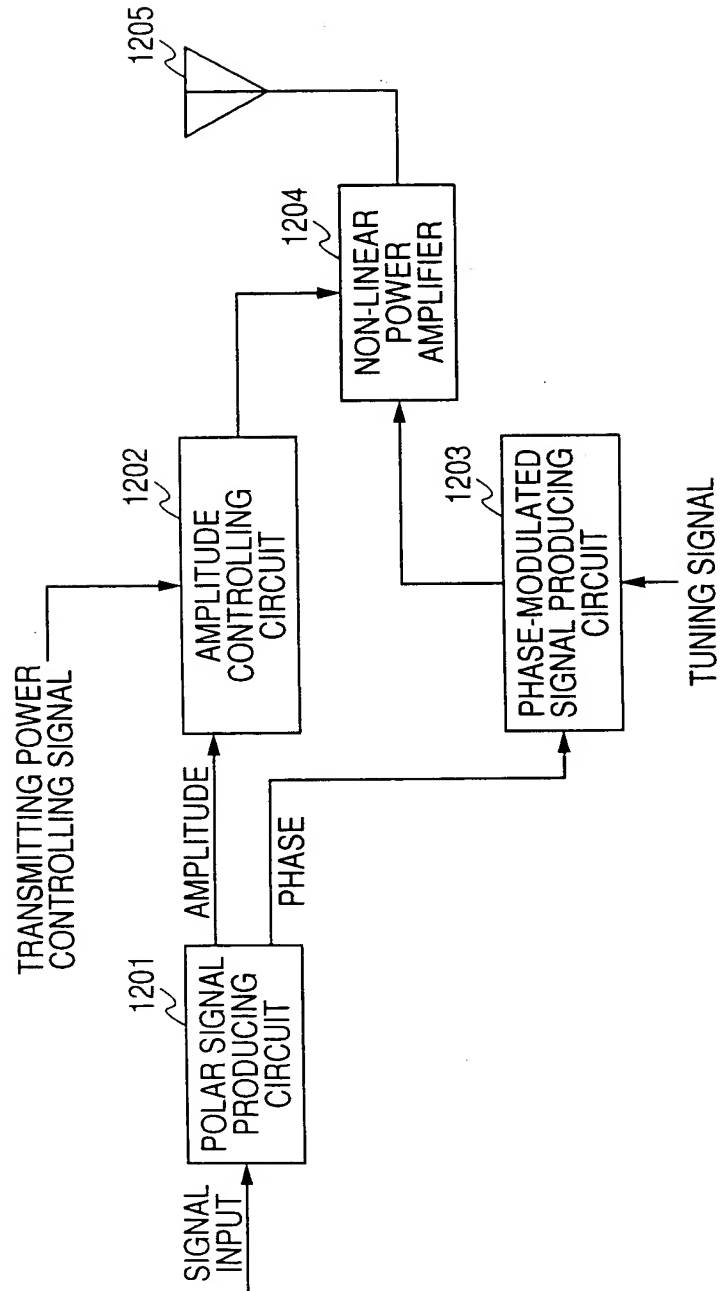 SIGNAL
INPUT
1201
POLAR SIGNAL
PRODUCING
CIRCUIT
AMPLITUDE
PHASE
TRANSMITTING POWER
CONTROLLING SIGNAL
1202
AMPLITUDE
CONTROLLING
CIRCUIT
1203
PHASE-MODULATED
SIGNAL PRODUCING
CIRCUIT
TUNING SIGNAL
1204
NON-LINEAR
POWER
AMPLIFIER
1205